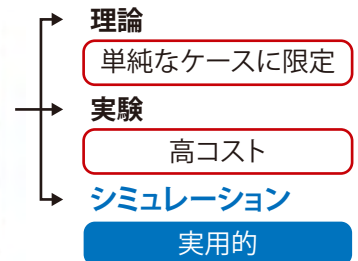 理論
単純なケースに限定
実験
高コスト
シミュレーション
実用的